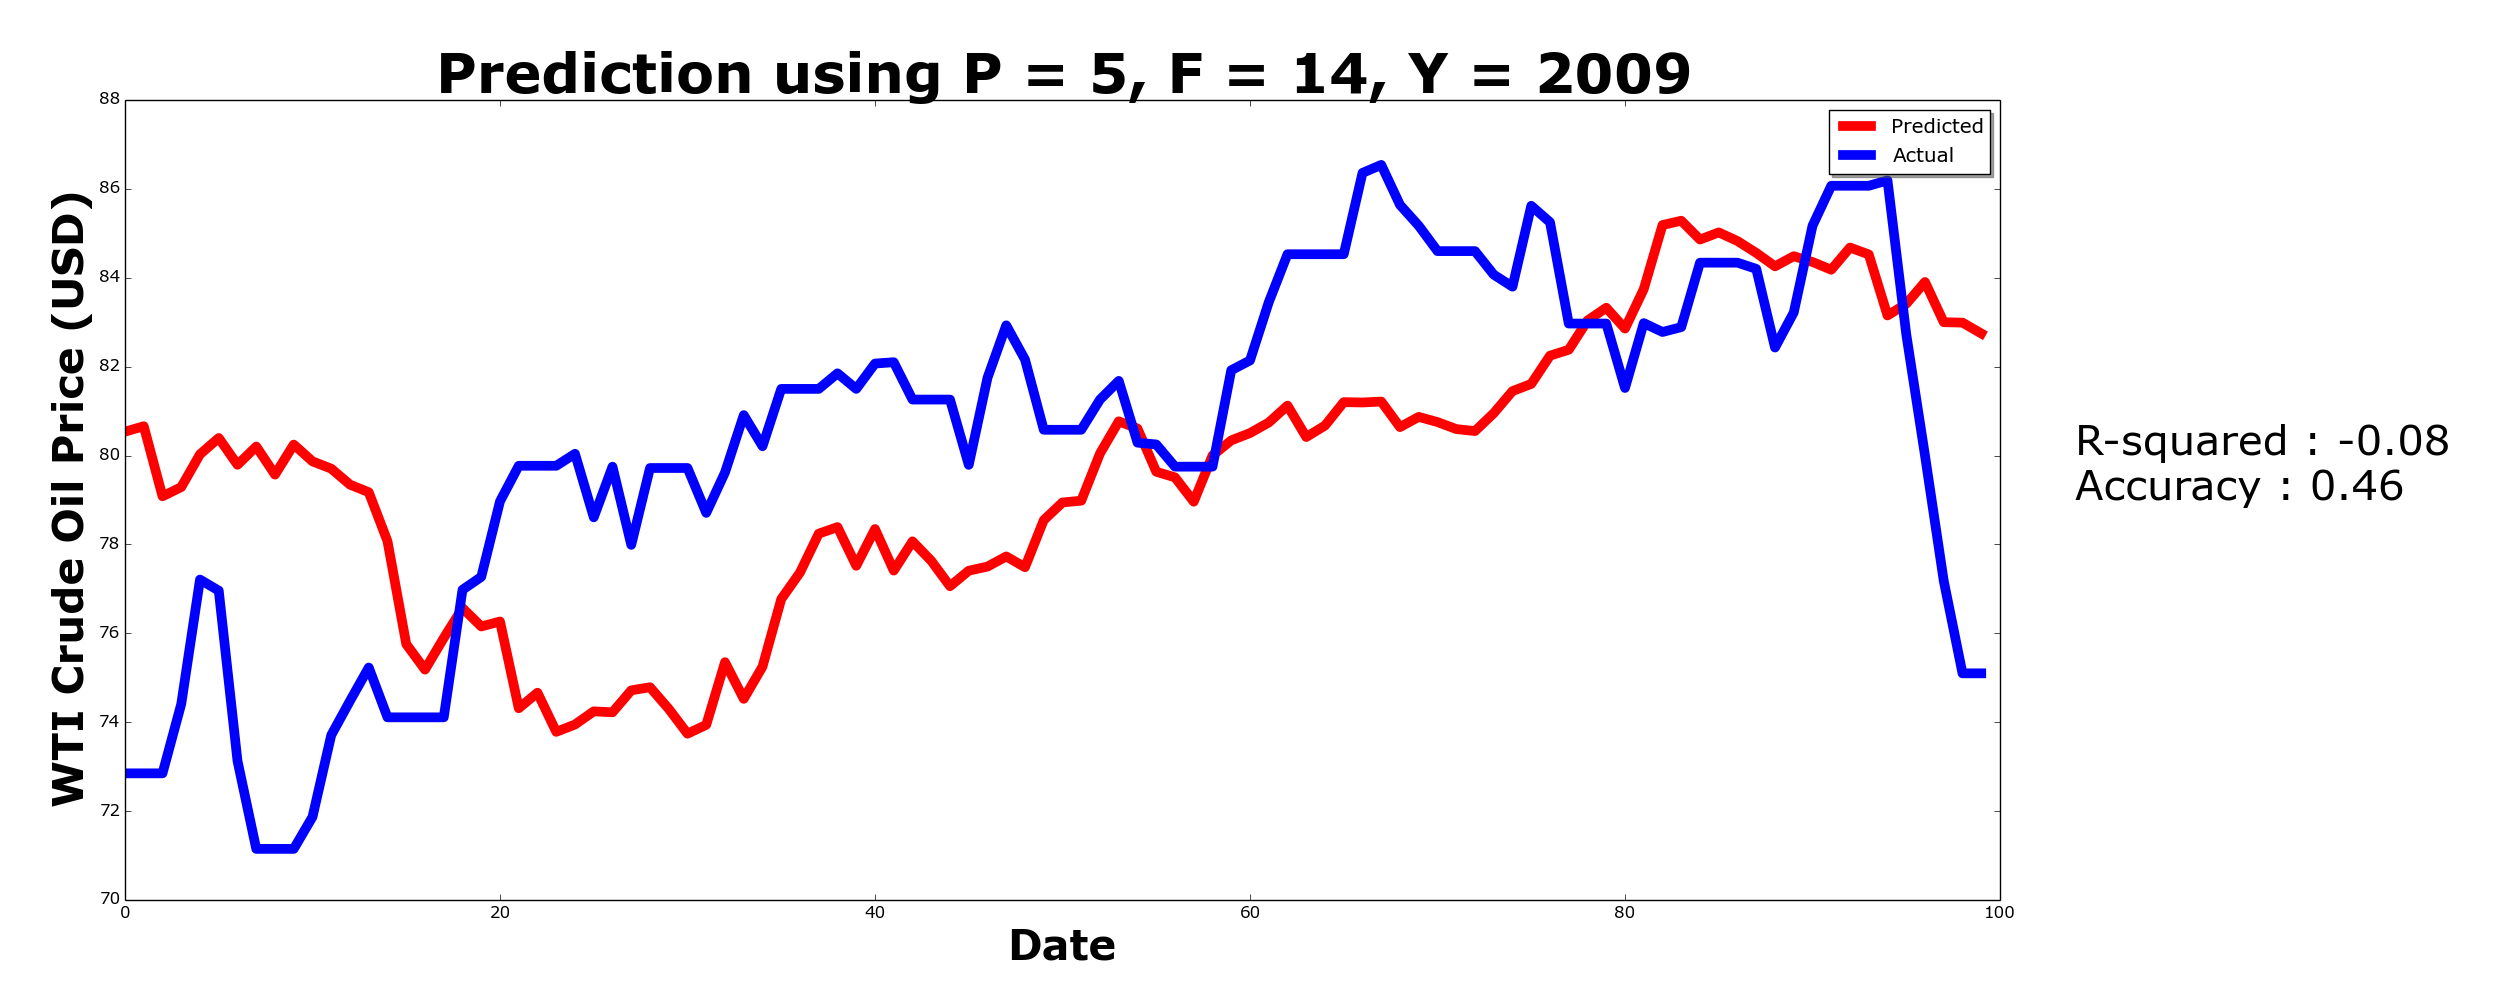 Prediction using P = 5, F = 14, Y = 2009
WTI Crude Oil Price (USD)
88
86
84
82
80
78
76
74
72
70
0
20
40
60
80
100
Date
Predicted
Actual
R-squared : -0.08
Accuracy : 0.46